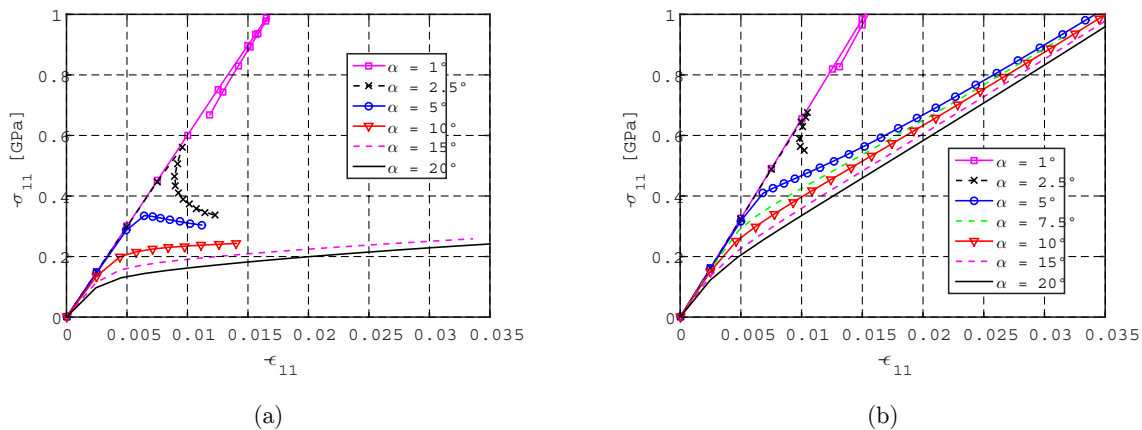 1
0.8
0.6
0.4
0.2
0
-σ11 [GPa]
α = 1°
α = 2.5°
α = 5°
α = 10°
α = 15°
α = 20
0 0.005 0.01 0.015 0.02 0.025 0.03 0.035
-ϵ11
(a)
1
0.8
0.6
0.4
0.2
0
-σ11 [GPa]
α = 1°
α = 2.5°
α = 5°
α = 7.5°
α = 10°
α = 15°
α = 20°
0 0.005 0.01 0.015 0.02 0.025 0.03 0.035
-ϵ11
(b)